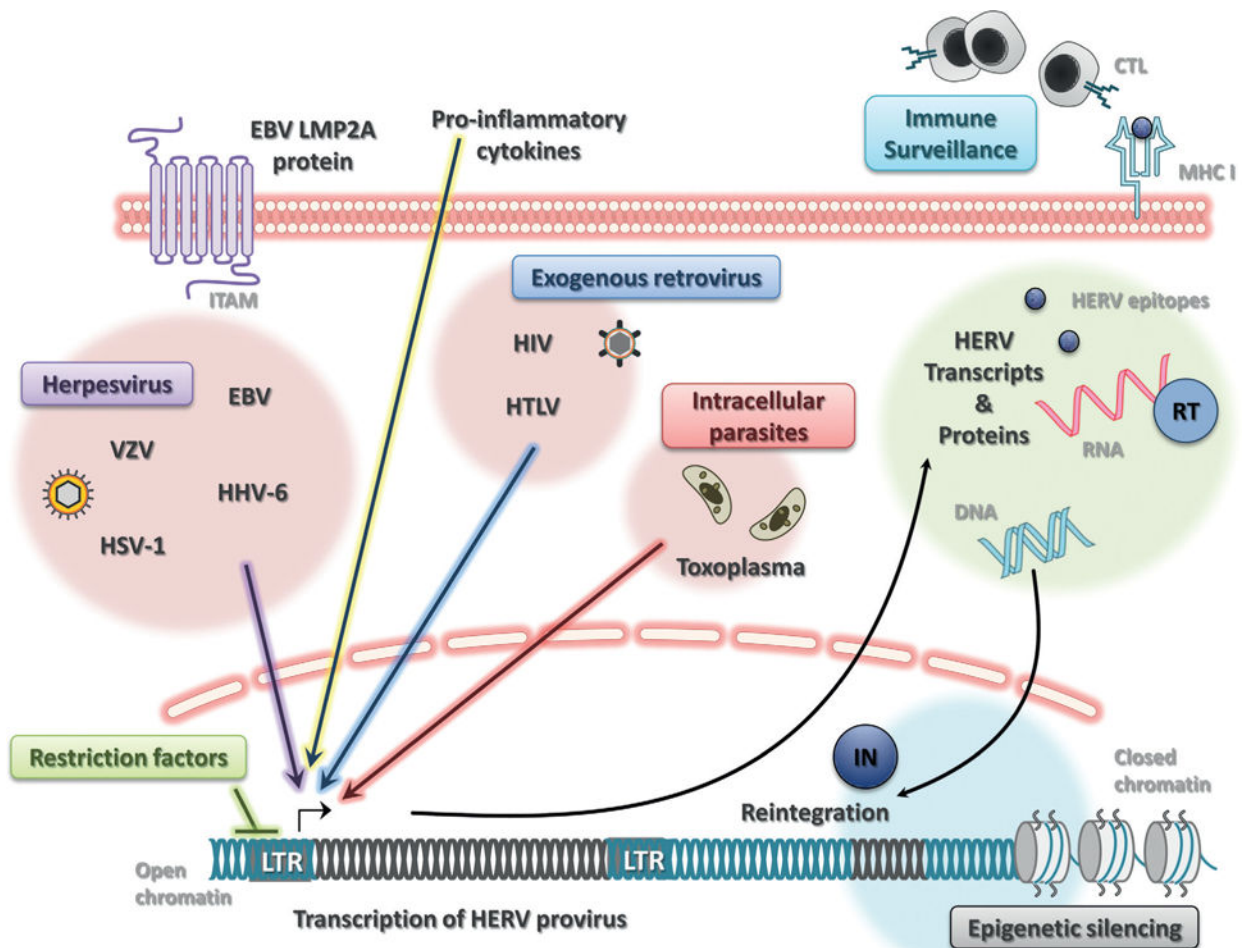 CTL
Immune
Surveillance
MHC I
EBV LMP2A
protein
Pro-inflammatory
cytokines
ITAM
Exogenous retrovirus
HIV
HTLV
Herpesvirus
EBV
VZV
HHV-6
HSV-1
Intracellular
parasites
Toxoplasma
HERV epitopes
HERV
Transcripts
&
Proteins
RT
RNA
DNA
Restriction factors
IN
Reintegration
Closed
chromatin
LTR
LTR
Open
chromatin
Transcription of HERV provirus
Epigenetic silencing